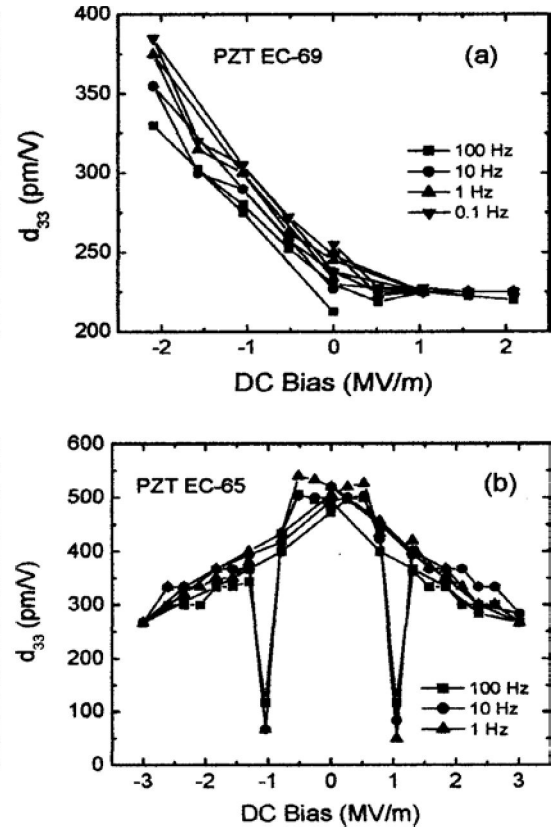 400
PZT EC-69
(a)
350
100 Hz
10 Hz
300
1 Hz
0.1 Hz
250
200
d33 (pm/V)
-2 -1 0 1 2
DC Bias (MV/m)
600
PZT EC-65
(b)
500
400
300
200
100 Hz
100
10 Hz
1 Hz
0
d33 (pm/V)
-3 -2 -1 0 1 2 3
DC Bias (MV/m)